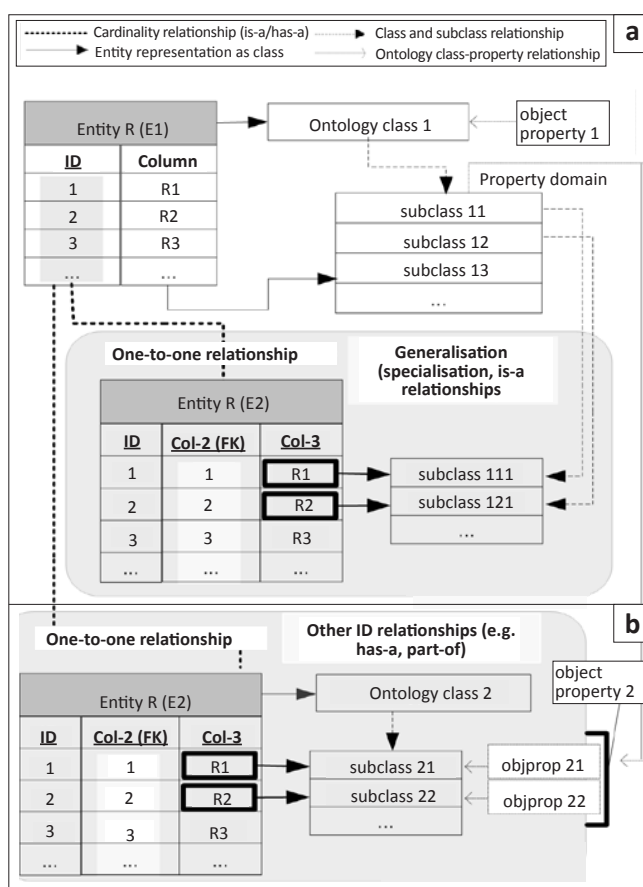 Cardinality relationship (is-a/has-a)
Entity representation as class
Class and subclass relationship
Ontology class-property relationship
a
Entity R (E1)
ID Column
1 R1
2 R2
3 R3
... ...
Ontology class 1
object
property 1
Property domain
subclass 11
subclass 12
subclass 13
...
One-to-one relationship
Generalisation
(specialisation, is-a
relationships
Entity R (E2)
ID Col-2 (FK) Col-3
1 1 R1
2 2 R2
3 3 R3
... ... ...
subclass 111
subclass 121
...
b
One-to-one relationship
Other ID relationships (e.g.
has-a, part-of)
object
property 2
Entity R (E2)
ID Col-2 (FK) Col-3
1 1 R1
2 2 R2
3 3 R3
... ... ...
Ontology class 2
subclass 21
subclass 22
...
objprop 21
objprop 22